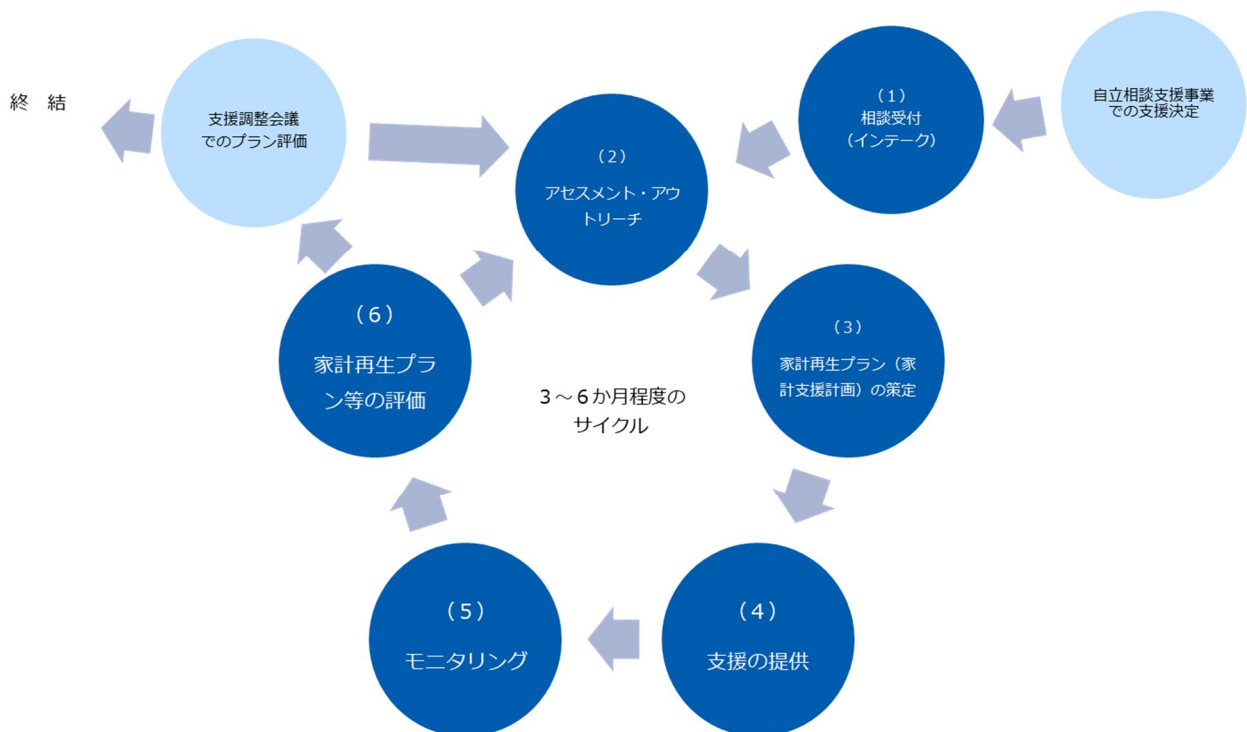 終　結
支援調整会議
でのプラン評価
（１）
相談受付
（インテーク）
自立相談支援事業
での支援決定
（２）
アセスメント・アウ
トリーチ
（６）
家計再生プラ
ン等の評価
（３）
家計再生プラン（家
計支援計画）の策定
３～６か月程度の
サイクル
（５）
モニタリング
（４）
支援の提供